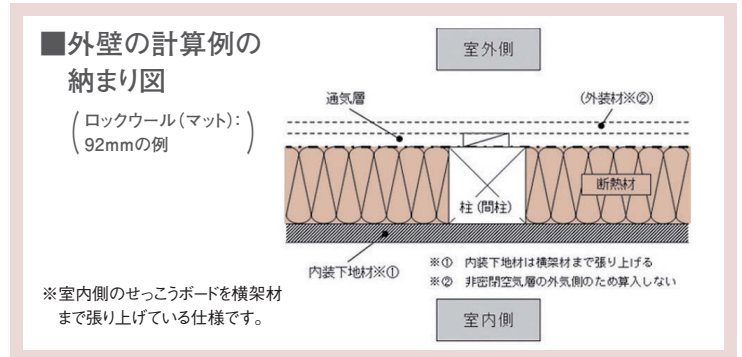 ■外壁の計算例の
納まり図
(ロックウール(マット):
92mmの例)
※室内側のせっこうボードを横架材
まで張り上げている仕様です。
室外側
通気層
(外装材※②)
断熱材
柱(間柱)
内装下地材※①
※① 内装下地材は横架材まで張り上げる
※② 非密閉空気層の外気側のため算入しない
室内側